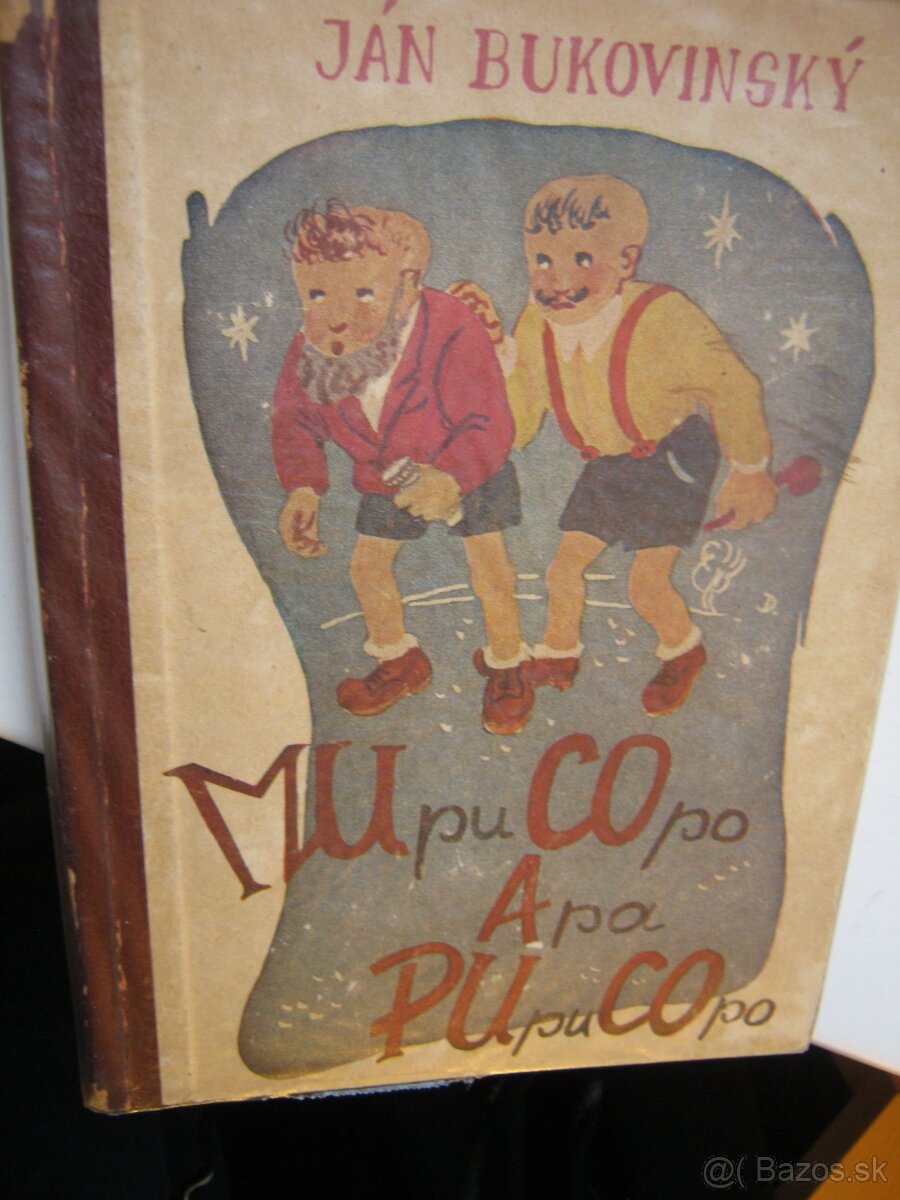 JÁN BUKOVINSKÝ
D.
MUpuCOpo
Apa
PUpuCOpo
@( Bazos.sk